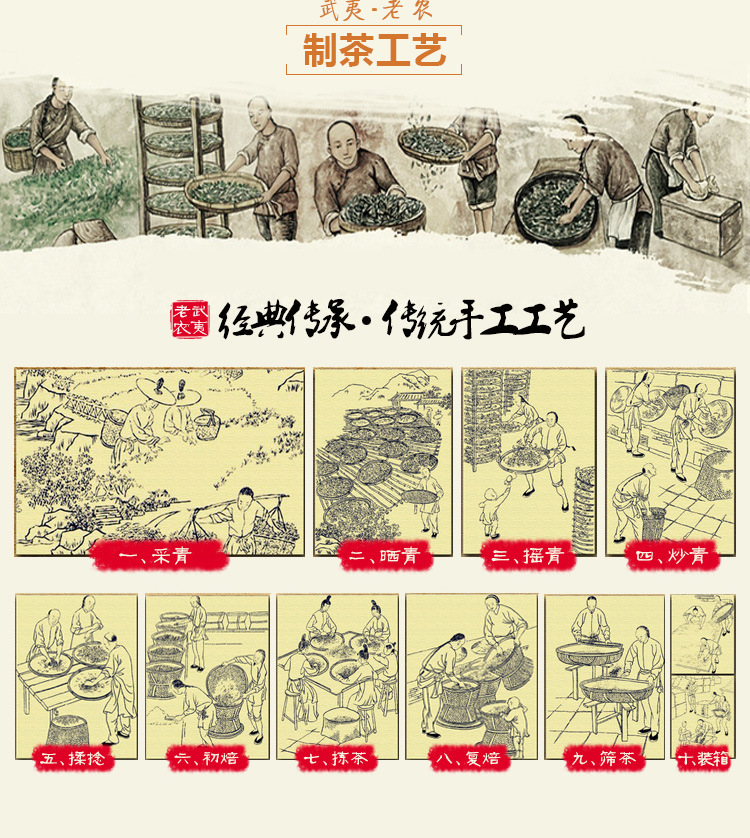 武夷·老农
制茶工艺
武夷老农
经典传承·传统手工工艺
一、采青
二、晒青
三、摇青
四、炒青
五、揉捻
六、初焙
七、拣茶
八、复焙
九、筛茶
十、装箱